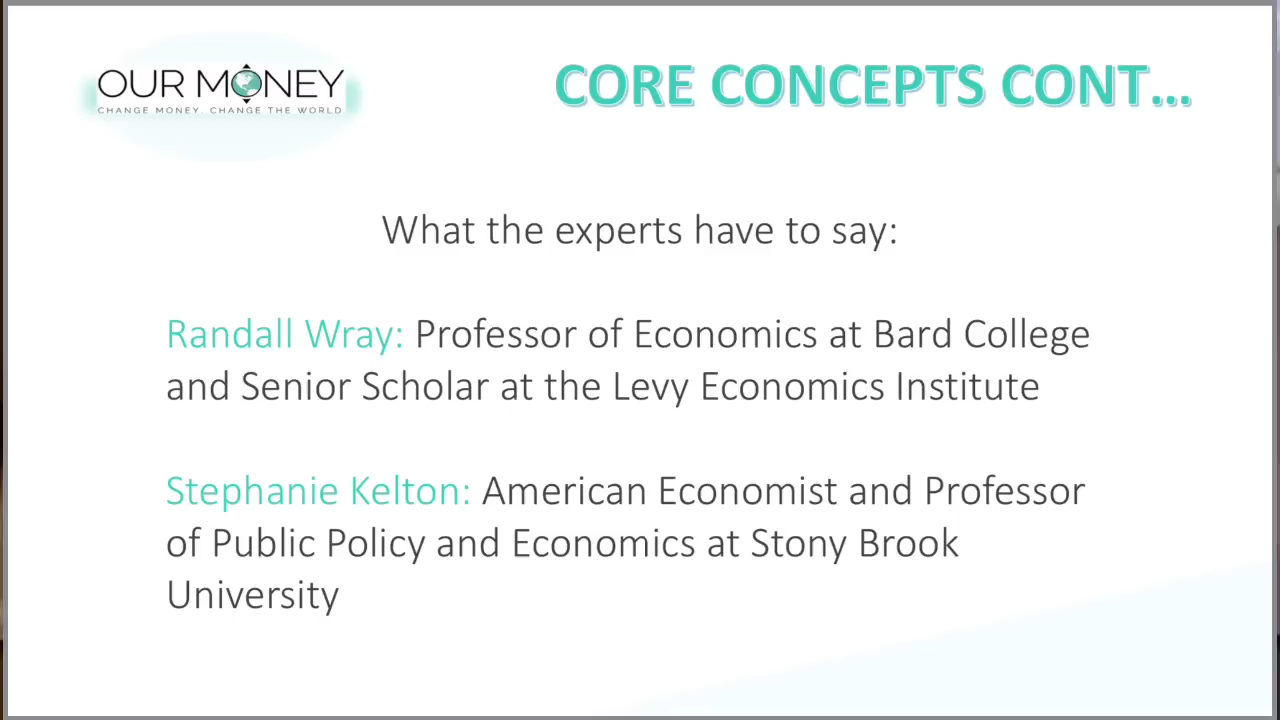 OUR MONEY
CHANGE MONEY. CHANGE THE WORLD
CORE CONCEPTS CONT...
What the experts have to say:
Randall Wray: Professor of Economics at Bard College
and Senior Scholar at the Levy Economics Institute
Stephanie Kelton: American Economist and Professor
of Public Policy and Economics at Stony Brook
University